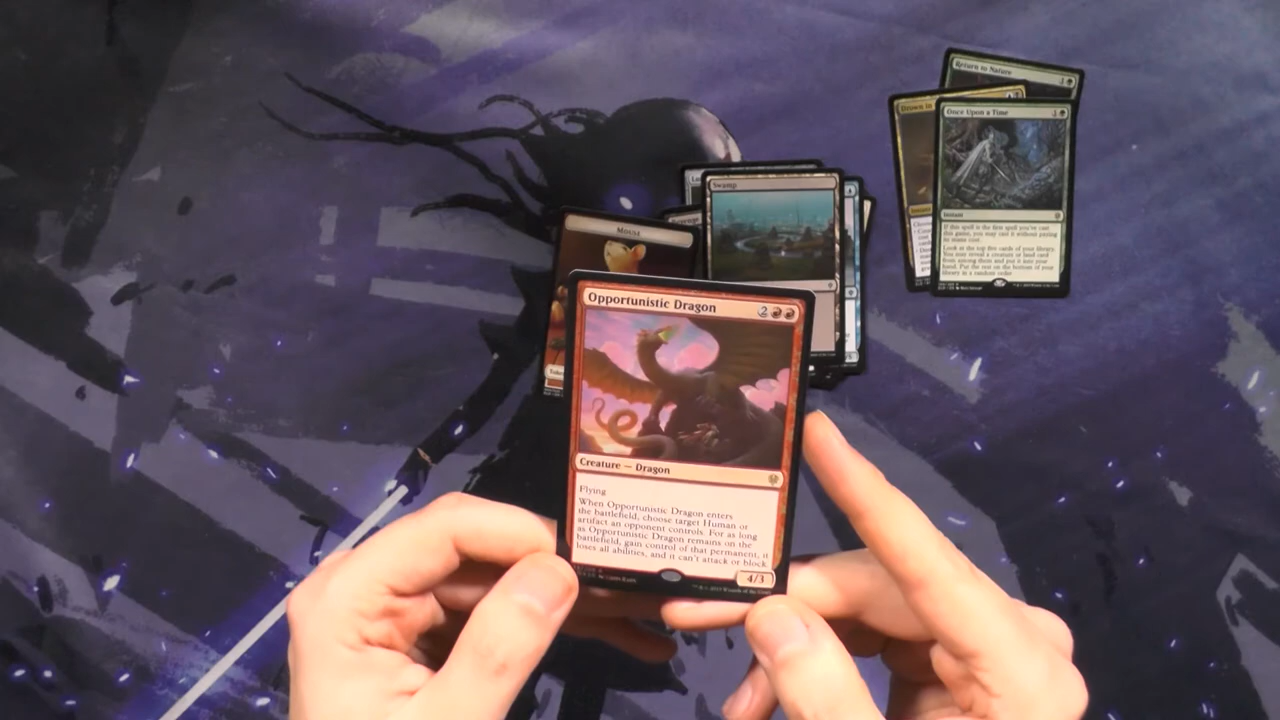 Return to Nature
1
Drown in
Once Upon a Time
1
Instant
If this spell is the first spell you've cast
this game, you may cast it without paying
its mana cost.
Look at the top five cards of your library.
You may reveal a creature or land card
from among them and put it into your
hand. Put the rest on the bottom of your
library in a random order.
Swamp
Mouse
Opportunistic Dragon
2
Creature — Dragon
Flying
When Opportunistic Dragon enters
the battlefield, choose target Human or
artifact an opponent controls. For as long
as Opportunistic Dragon remains on the
battlefield, gain control of that permanent, it
loses all abilities, and it can't attack or block.
4/3